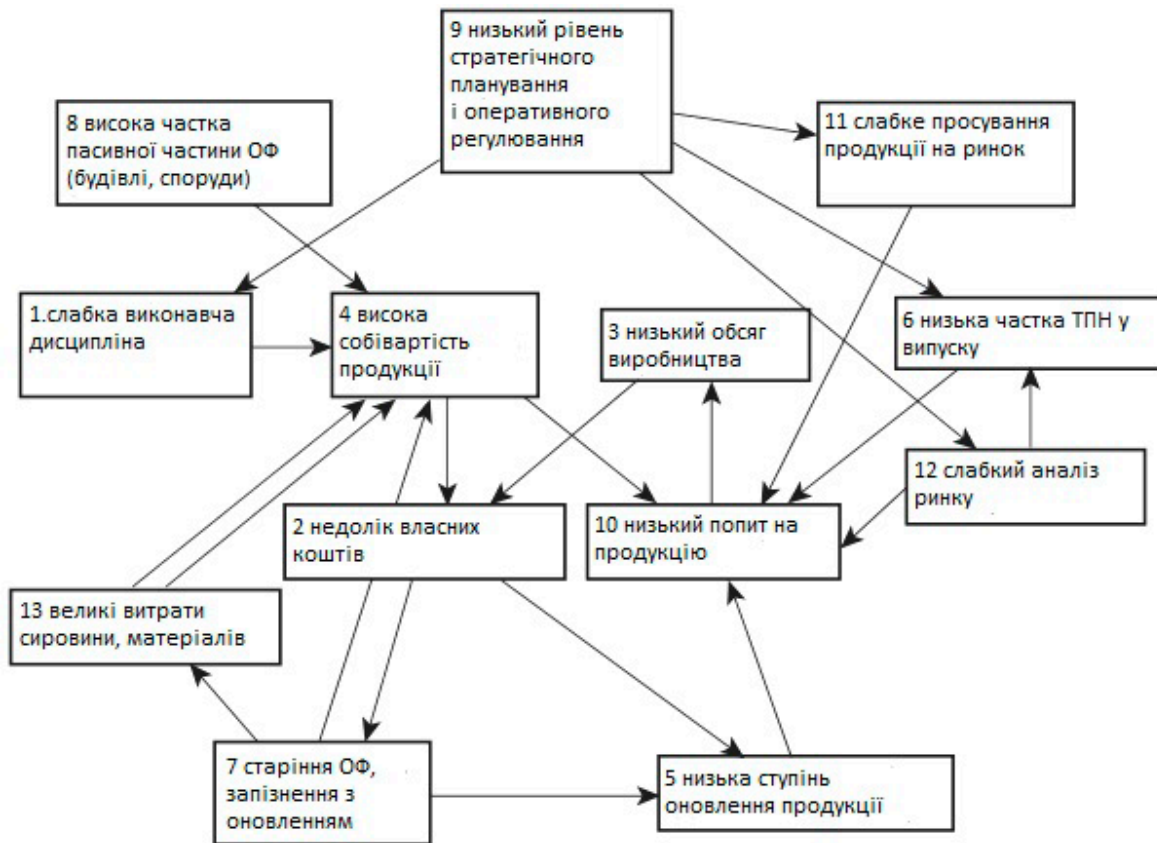 9 низький рівень
стратегічного
планування
і оперативного
регулювання
8 висока частка
пасивної частини ОФ
(будівлі, споруди)
11 слабке просування
продукції на ринок
1.слабка виконавча
дисципліна
4 висока
собівартість
продукції
3 низький обсяг
виробництва
6 низька частка ТПН у
випуску
12 слабкий аналіз
ринку
2 недолік власних
коштів
10 низький попит на
продукцію
13 великі витрати
сировини, матеріалів
7 старіння ОФ,
запізнення з
оновленням
5 низька ступінь
оновлення продукції